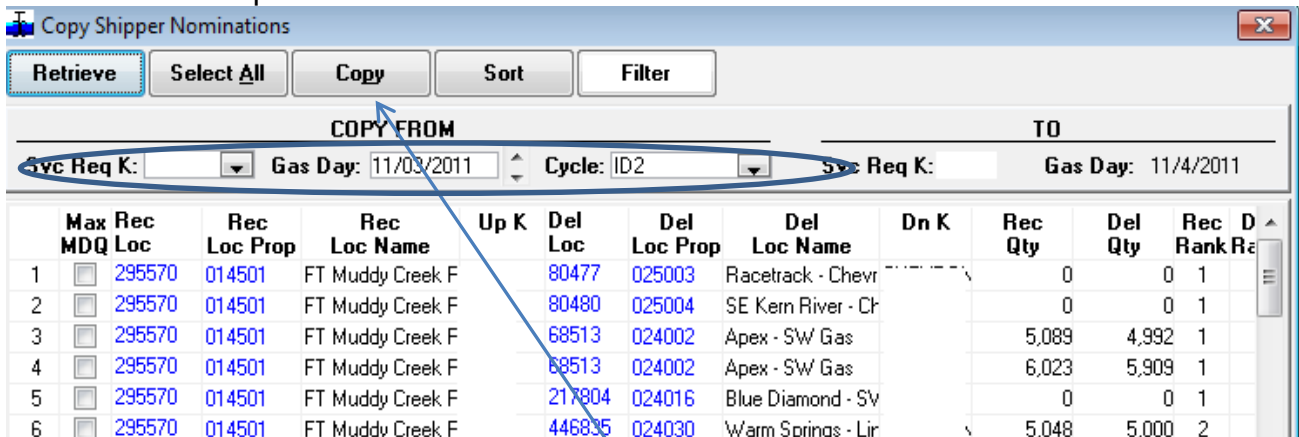 Copy Shipper Nominations
Retrieve Select All Copy Sort Filter
COPY FROM TO
Svc Req K: Gas Day: 11/03/2011 Cycle: ID2 Svc Req K: Gas Day: 11/4/2011
Max Rec Rec Rec Up K Del Del Del Dn K Rec Del Rec D
MDQ Loc Loc Prop Loc Name Loc Loc Prop Loc Name Qty Qty Rank Ra
1 295570 014501 FT Muddy Creek F 80477 025003 Racetrack - Chevr 0 0 1
2 295570 014501 FT Muddy Creek F 80480 025004 SE Kern River - Ch 0 0 1
3 295570 014501 FT Muddy Creek F 68513 024002 Apex - SW Gas 5,089 4,992 1
4 295570 014501 FT Muddy Creek F 68513 024002 Apex - SW Gas 6,023 5,909 1
5 295570 014501 FT Muddy Creek F 217804 024016 Blue Diamond - SW 0 0 1
6 295570 014501 FT Muddy Creek F 446835 024030 Warm Springs - Lin 5,048 5,000 2